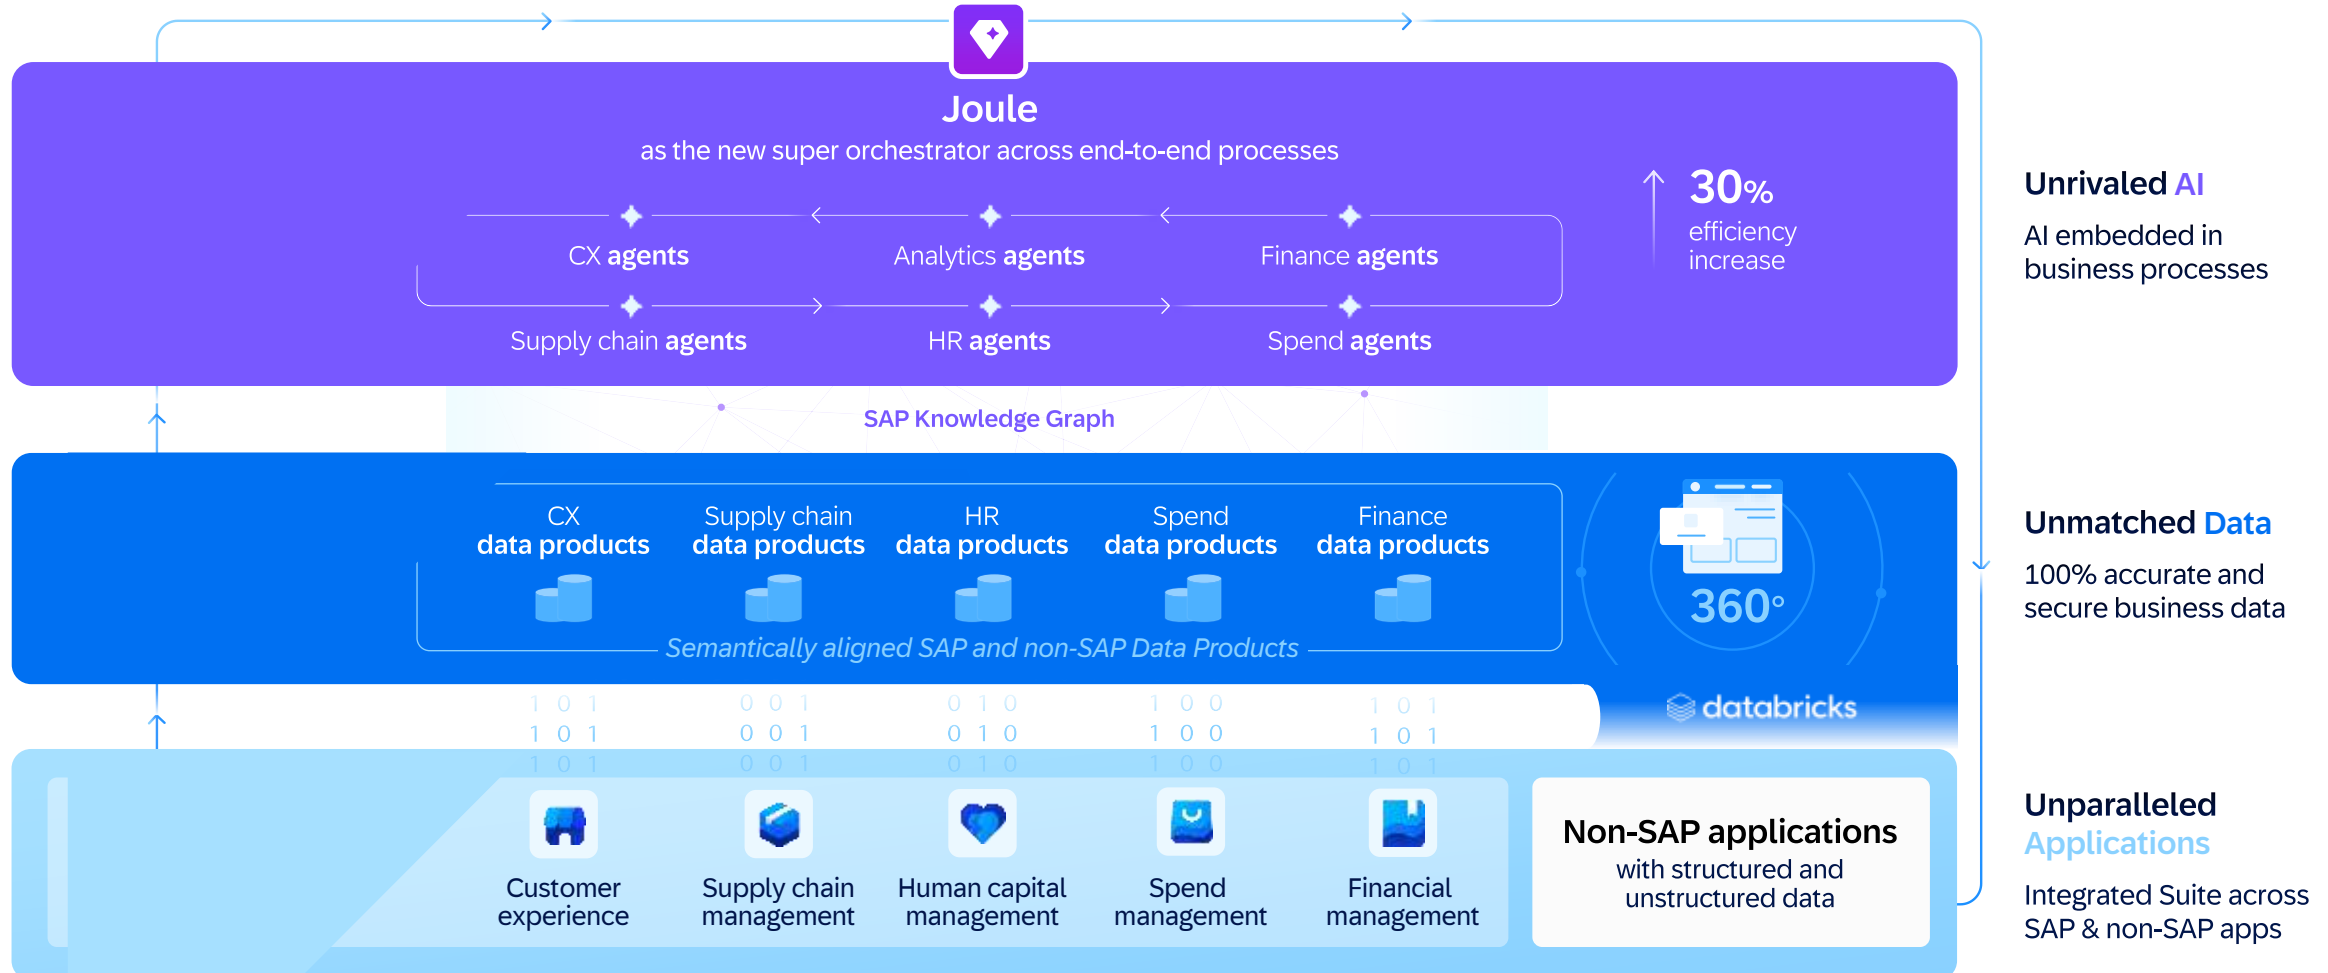 Joule
as the new super orchestrator across end-to-end processes
CX agents
Analytics agents
Finance agents
Supply chain agents
HR agents
Spend agents
30%
efficiency
increase
Unrivaled AI
AI embedded in
business processes
SAP Knowledge Graph
CX
data products
Supply chain
data products
HR
data products
Spend
data products
Finance
data products
Semantically aligned SAP and non-SAP Data Products
360°
databricks
Unmatched Data
100% accurate and
secure business data
1 0 1
0 0 1
0 1 0
1 0 0
1 0 1
1 0 1
0 0 1
0 1 0
1 0 0
1 0 1
1 0 1
0 0 1
0 1 0
1 0 0
1 0 1
Customer
experience
Supply chain
management
Human capital
management
Spend
management
Financial
management
Non-SAP applications
with structured and
unstructured data
Unparalleled
Applications
Integrated Suite across
SAP & non-SAP apps